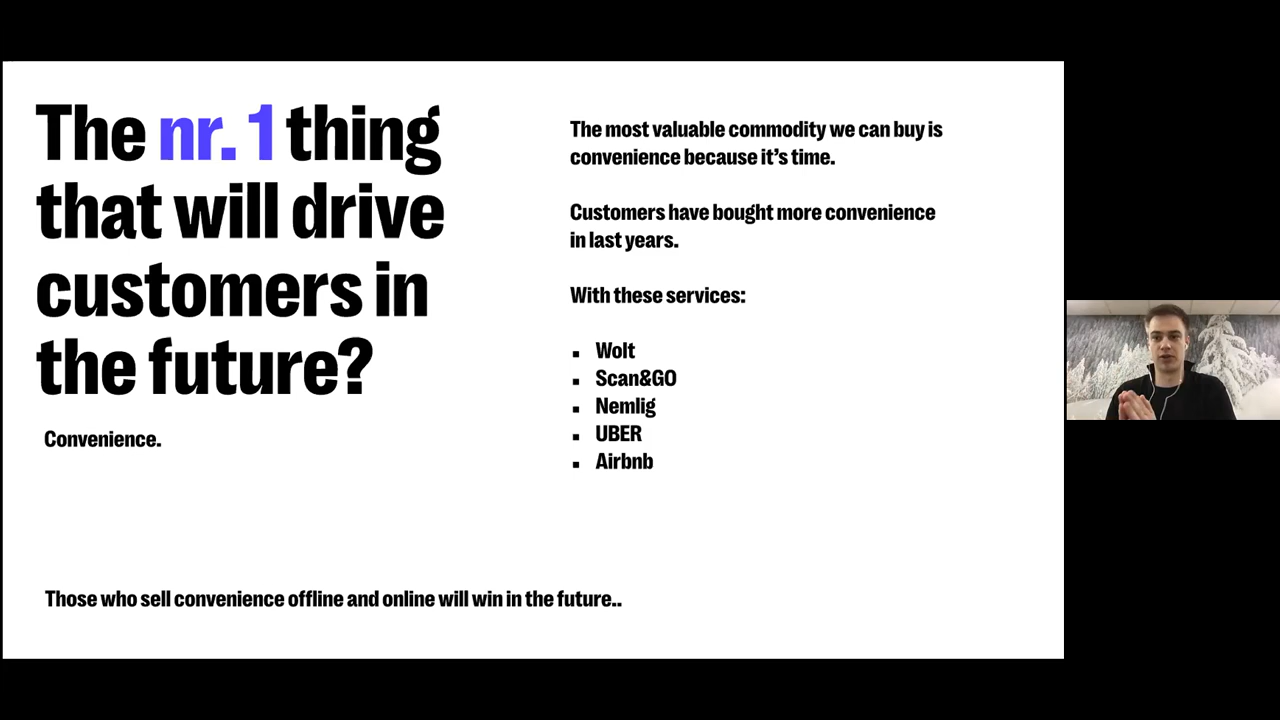 The nr. 1 thing
that will drive
customers in
the future?
Convenience.
The most valuable commodity we can buy is
convenience because it’s time.
Customers have bought more convenience
in last years.
With these services:
▪ Wolt
▪ Scan&GO
▪ Nemlig
▪ UBER
▪ Airbnb
Those who sell convenience offline and online will win in the future..